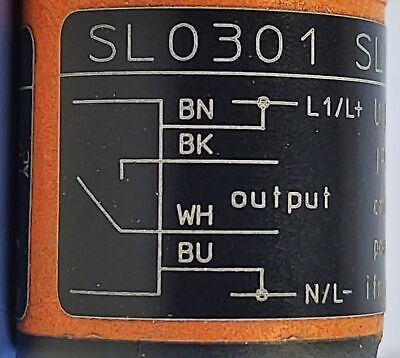 SL0301 SL
BN L1/L+
BK
output
WH
BU
N/L-